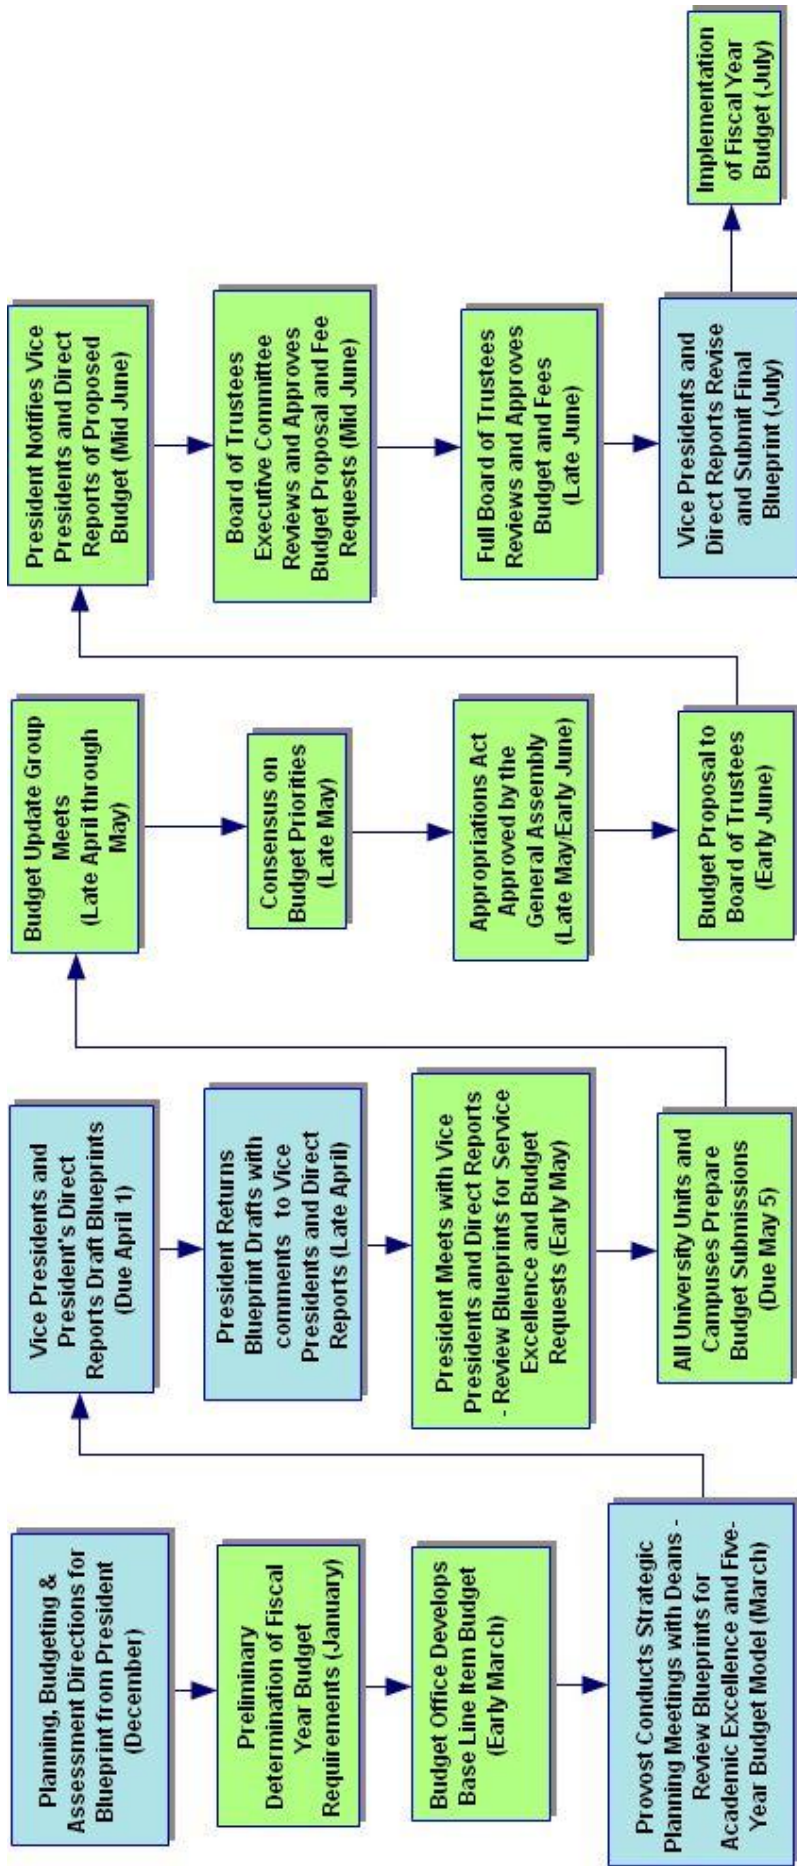 Planning, Budgeting &
Assessment Directions for
Blueprint from President
(December)
Preliminary
Determination of Fiscal
Year Budget
Requirements (January)
Budget Office Develops
Base Line Item Budget
(Early March)
Provost Conducts Strategic
Planning Meetings with Deans -
Review Blueprints for
Academic Excellence and Five-
Year Budget Model (March)
Vice Presidents and
President's Direct
Reports Draft Blueprints
(Due April 1)
President Returns
Blueprint Drafts with
comments to Vice
Presidents and Direct
Reports (Late April)
President Meets with Vice
Presidents and Direct Reports
- Review Blueprints for Service
Excellence and Budget
Requests (Early May)
All University Units and
Campuses Prepare
Budget Submissions
(Due May 5)
Budget Update Group
Meets
(Late April through
May)
Consensus on
Budget Priorities
(Late May)
Appropriations Act
Approved by the
General Assembly
(Late May/Early June)
Budget Proposal to
Board of Trustees
(Early June)
President Notifies Vice
Presidents and Direct
Reports of Proposed
Budget (Mid June)
Board of Trustees
Executive Committee
Reviews and Approves
Budget Proposal and Fee
Requests (Mid June)
Full Board of Trustees
Reviews and Approves
Budget and Fees
(Late June)
Vice Presidents and
Direct Reports Revise
and Submit Final
Blueprint (July)
Implementation
of Fiscal Year
Budget (July)